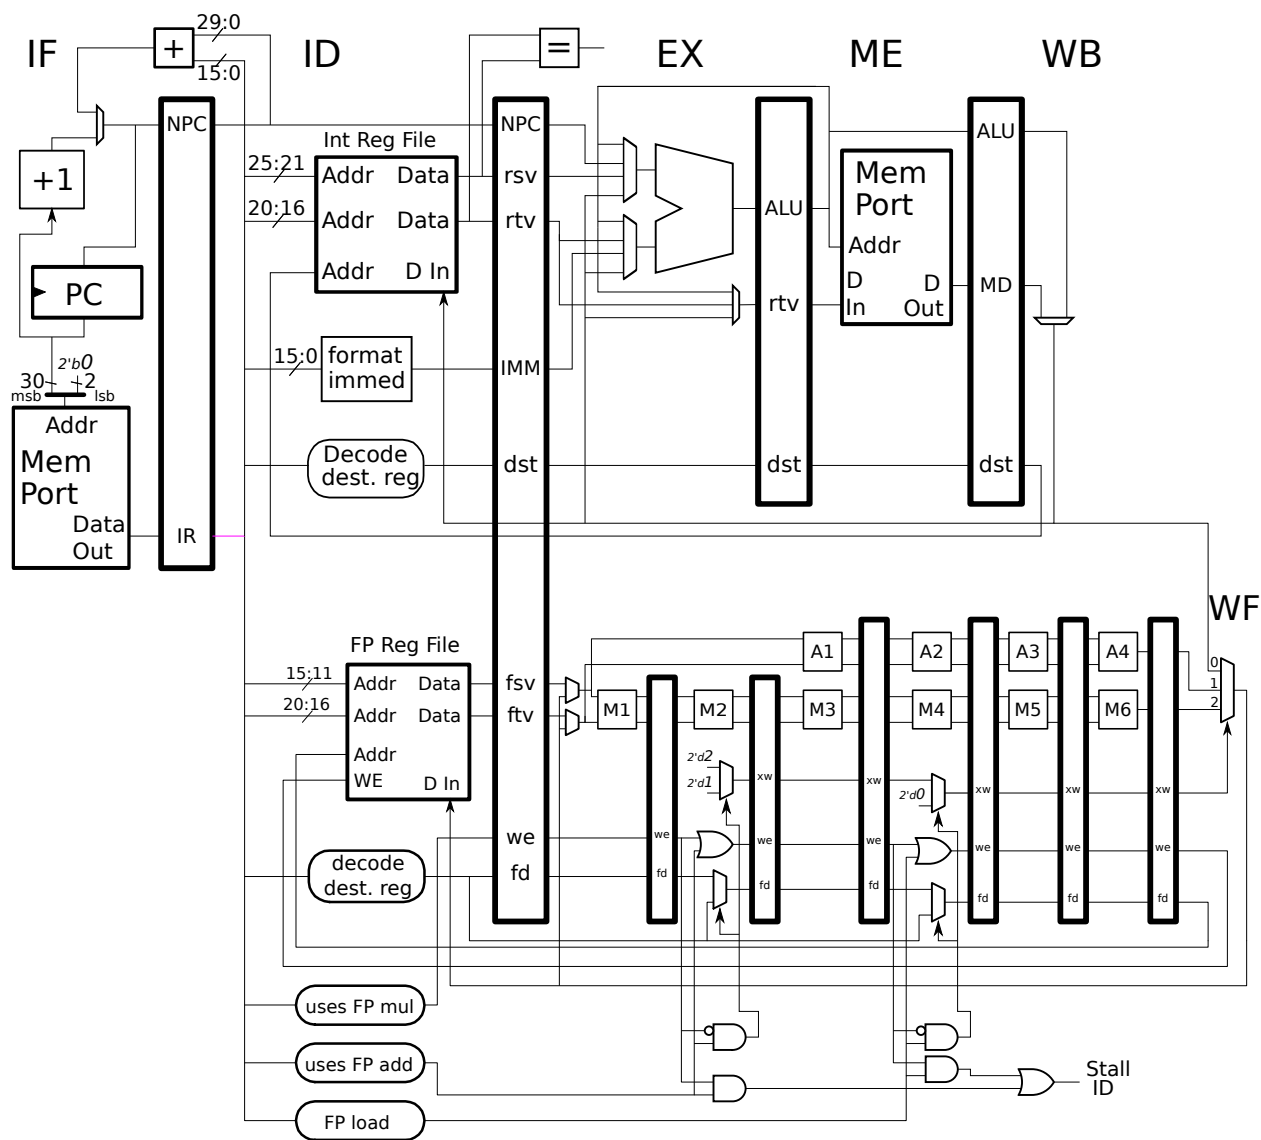 IF
ID
EX
ME
WB
29:0
15:0
+
=
NPC
+1
PC
2'b0
30
2
msb
lsb
Addr
Mem
Port
Data
Out
IR
Int Reg File
25:21
Addr
Data
20:16
Addr
Data
Addr
D In
15:0
format
immed
Decode
dest. reg
NPC
rsv
rtv
IMM
dst
ALU
rtv
dst
Mem
Port
Addr
D
In
D
Out
ALU
MD
dst
WF
FP Reg File
15:11
Addr
Data
20:16
Addr
Data
Addr
WE
D In
decode
dest. reg
fsv
ftv
we
fd
A1
A2
A3
A4
M1
M2
M3
M4
M5
M6
0
1
2
2'd2
2'd1
2'd0
xw
xw
xw
xw
xw
we
we
we
we
we
we
fd
fd
fd
fd
fd
fd
uses FP mul
uses FP add
FP load
Stall
ID